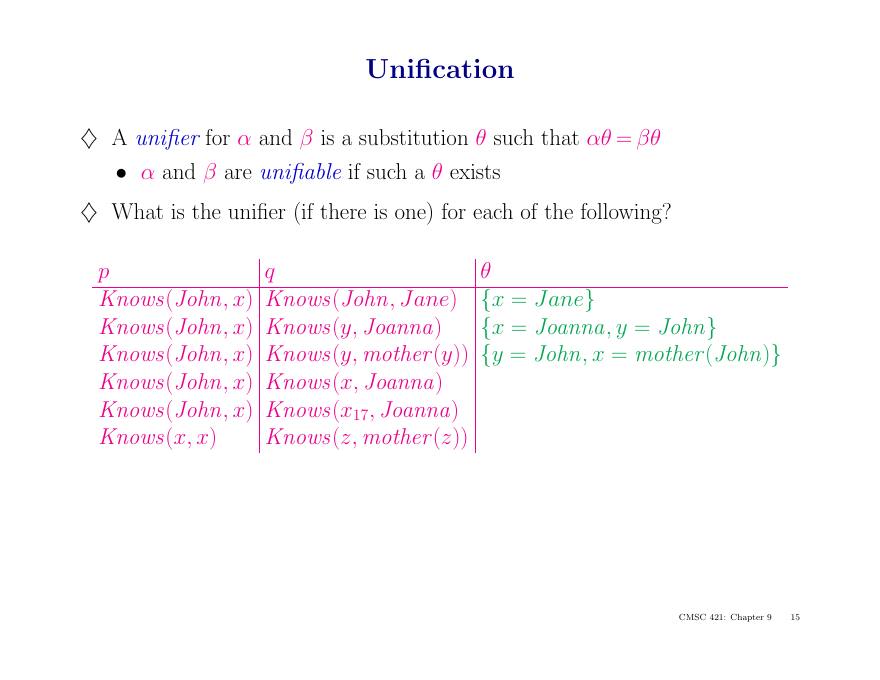 Unification
♢ A unifier for α and β is a substitution θ such that αθ = βθ
• α and β are unifiable if such a θ exists
♢ What is the unifier (if there is one) for each of the following?
p q θ
Knows(John, x) Knows(John, Jane) {x = Jane}
Knows(John, x) Knows(y, Joanna) {x = Joanna, y = John}
Knows(John, x) Knows(y, mother(y)) {y = John, x = mother(John)}
Knows(John, x) Knows(x, Joanna)
Knows(John, x) Knows(x₁₇, Joanna)
Knows(x, x) Knows(z, mother(z))
CMSC 421: Chapter 9 15